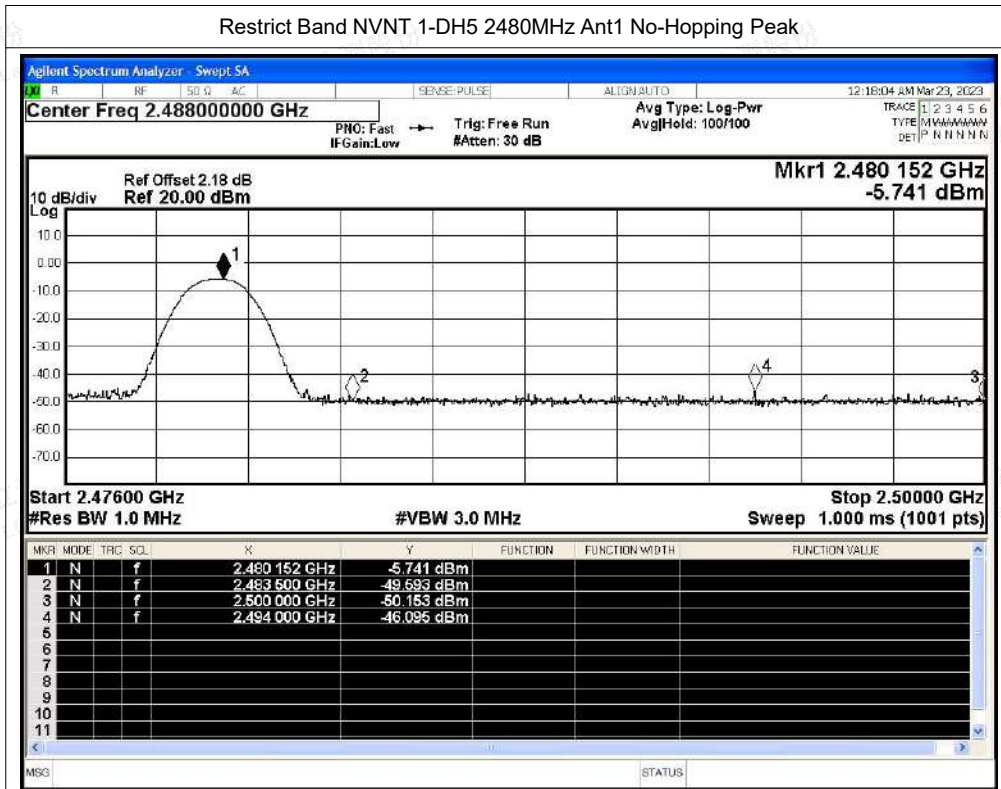 Restrict Band NVNT 1-DH5 2480MHz Ant1 No-Hopping Peak
Agilent Spectrum Analyzer - Swept SA
LXI R RF 50 Ω AC SENSE:PULSE ALIGNAUTO 12:18:04 AM Mar 23, 2023
Center Freq 2.488000000 GHz Avg Type: Log-Pwr TRACE 1 2 3 4 5 6
PNO: Fast Trig: Free Run Avg|Hold: 100/100 TYPE M
IFGain:Low #Atten: 30 dB DET P N N N N N
Mkr1 2.480 152 GHz
Ref Offset 2.18 dB
10 dB/div Ref 20.00 dBm -5.741 dBm
Log
10.0
1
0.00
-10.0
-20.0
-30.0
-40.0 2 4 3
-50.0
-60.0
-70.0
Start 2.47600 GHz Stop 2.50000 GHz
#Res BW 1.0 MHz #VBW 3.0 MHz Sweep 1.000 ms (1001 pts)
MKR MODE TRC SCL X Y FUNCTION FUNCTION WIDTH FUNCTION VALUE
1 N f 2.480 152 GHz -5.741 dBm
2 N f 2.483 500 GHz -49.593 dBm
3 N f 2.500 000 GHz -50.153 dBm
4 N f 2.494 000 GHz -46.095 dBm
5
6
7
8
9
10
11
MSG STATUS